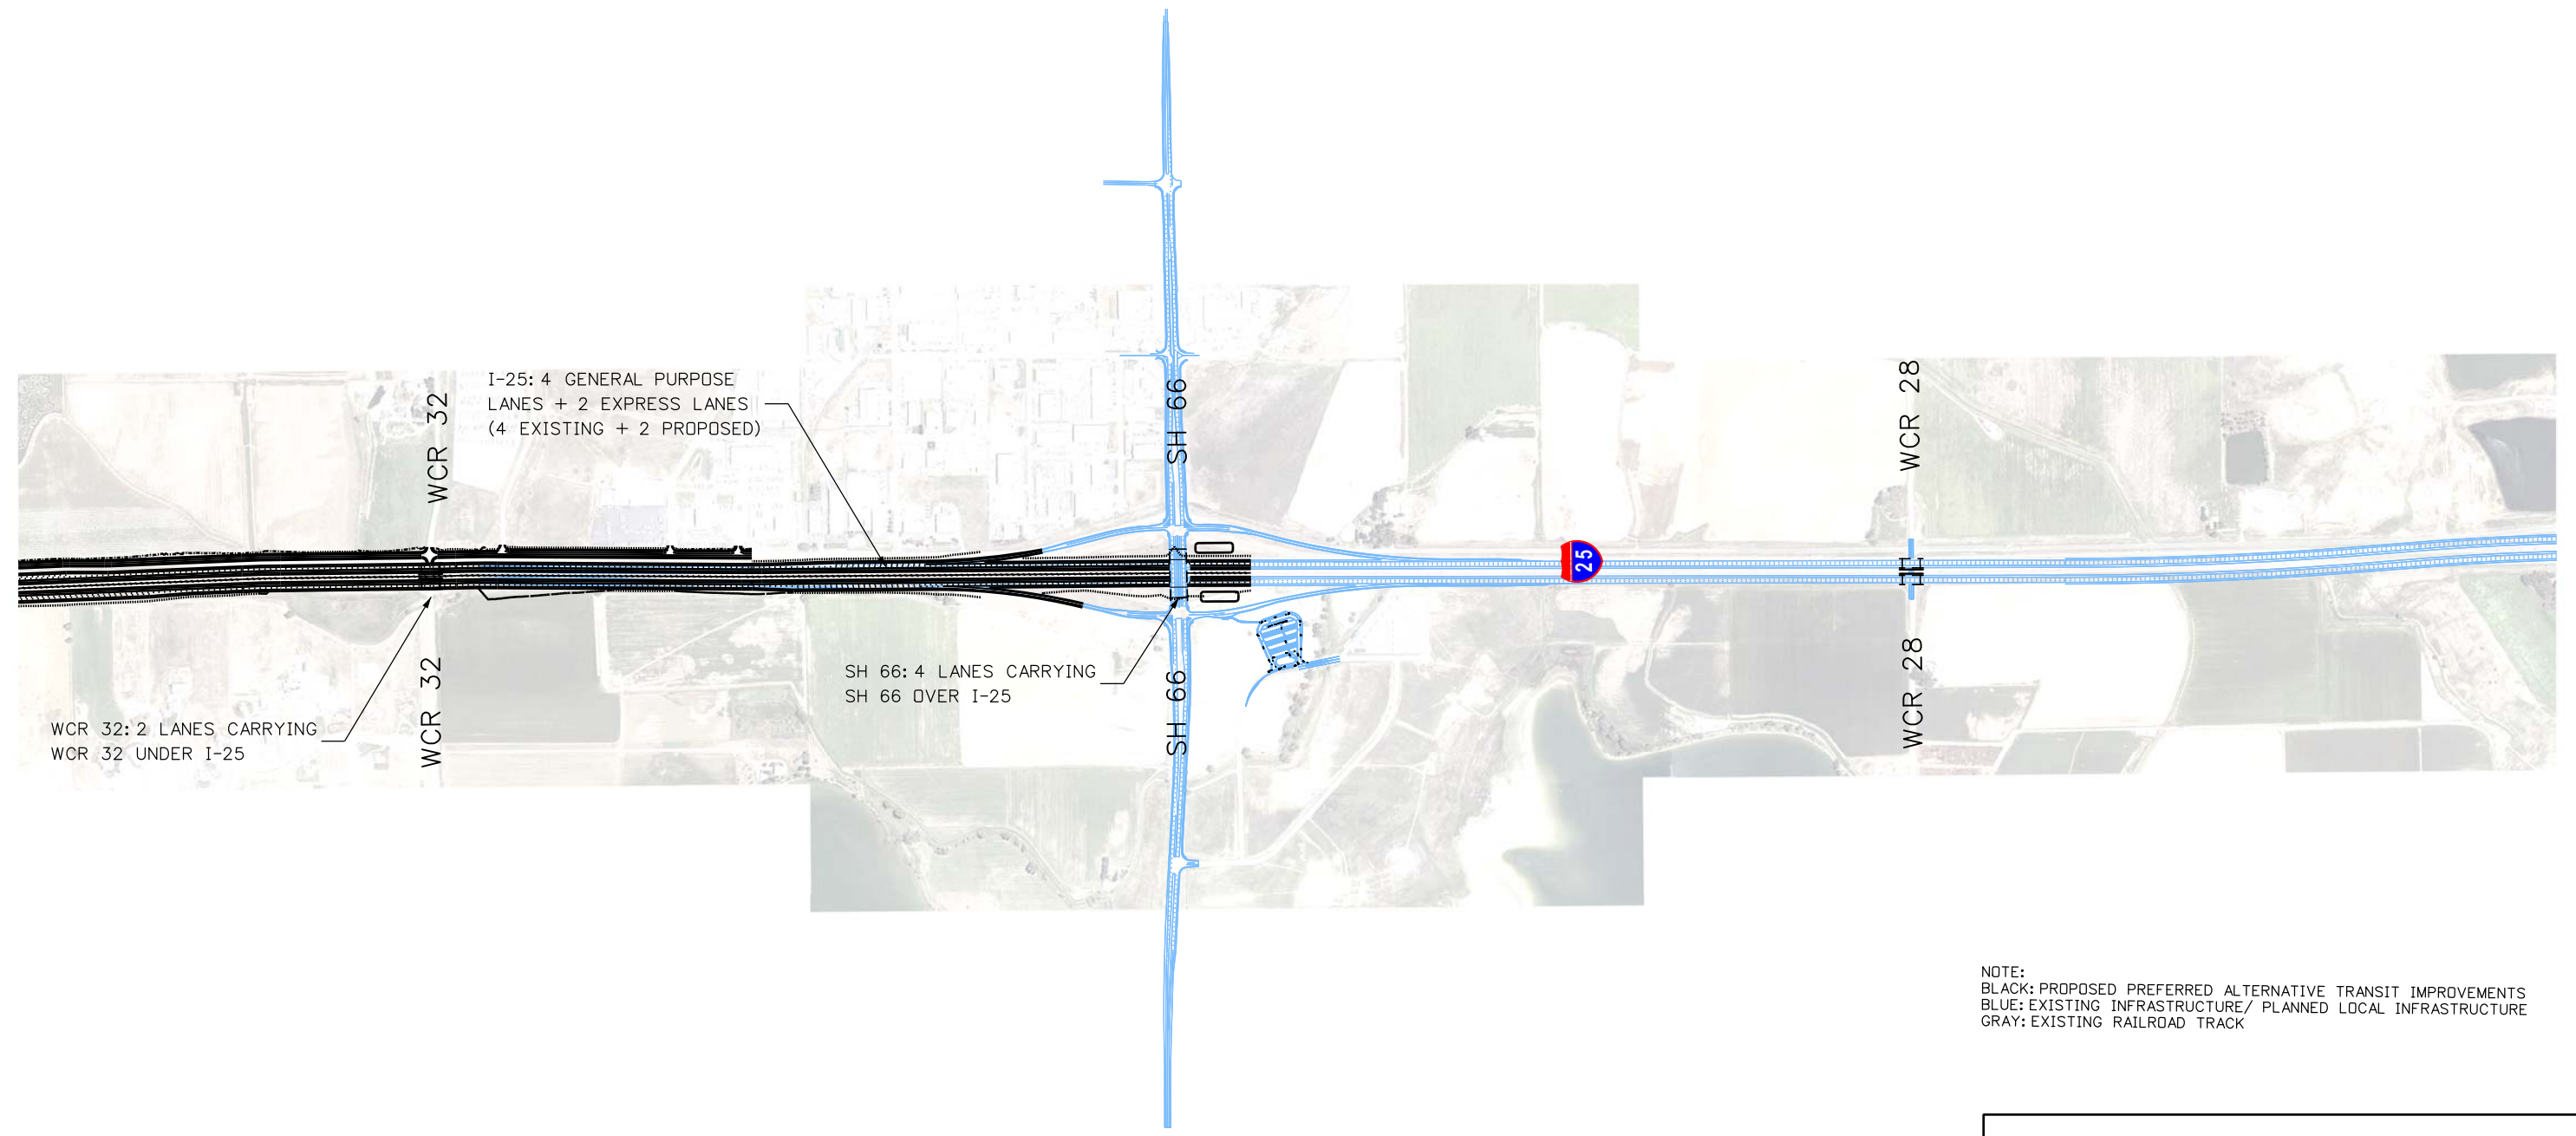 I-25: 4 GENERAL PURPOSE
LANES + 2 EXPRESS LANES
(4 EXISTING + 2 PROPOSED)
WCR 32
SH 66
WCR 28
25
SH 66: 4 LANES CARRYING
SH 66 OVER I-25
WCR 32: 2 LANES CARRYING
WCR 32 UNDER I-25
WCR 32
SH 66
WCR 28
NOTE:
BLACK: PROPOSED PREFERRED ALTERNATIVE TRANSIT IMPROVEMENTS
BLUE: EXISTING INFRASTRUCTURE/ PLANNED LOCAL INFRASTRUCTURE
GRAY: EXISTING RAILROAD TRACK